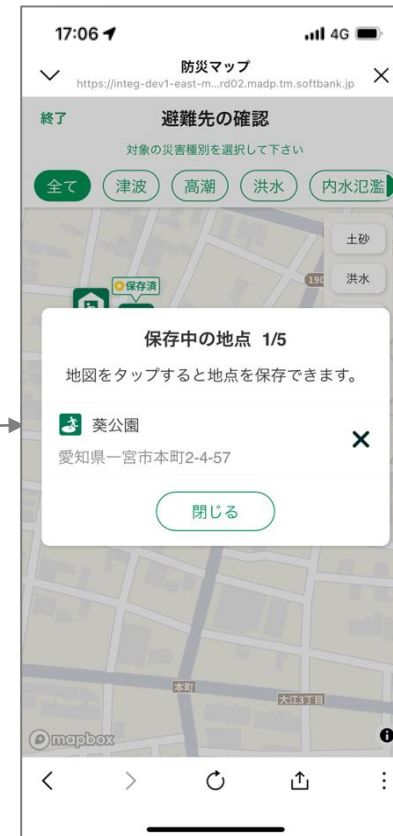 17:06
4G
防災マップ
https://integ-dev1-east-m...rd02.madp.tm.softbank.jp
終了
避難先の確認
対象の災害種別を選択して下さい
全て
津波
高潮
洪水
内水氾濫
土砂
洪水
190
保存済
保存中の地点 1/5
地図をタップすると地点を保存できます。
葵公園
愛知県一宮市本町2-4-57
閉じる
本町
大江3丁目
mapbox